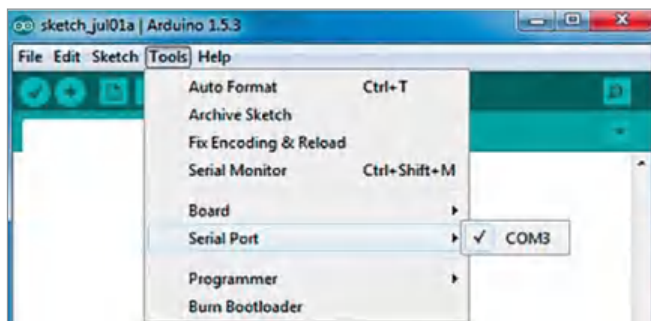 sketch_jul01a | Arduino 1.5.3
File Edit Sketch Tools Help
Auto Format Ctrl+T
Archive Sketch
Fix Encoding & Reload
Serial Monitor Ctrl+Shift+M
Board
Serial Port ✓ COM3
Programmer
Burn Bootloader